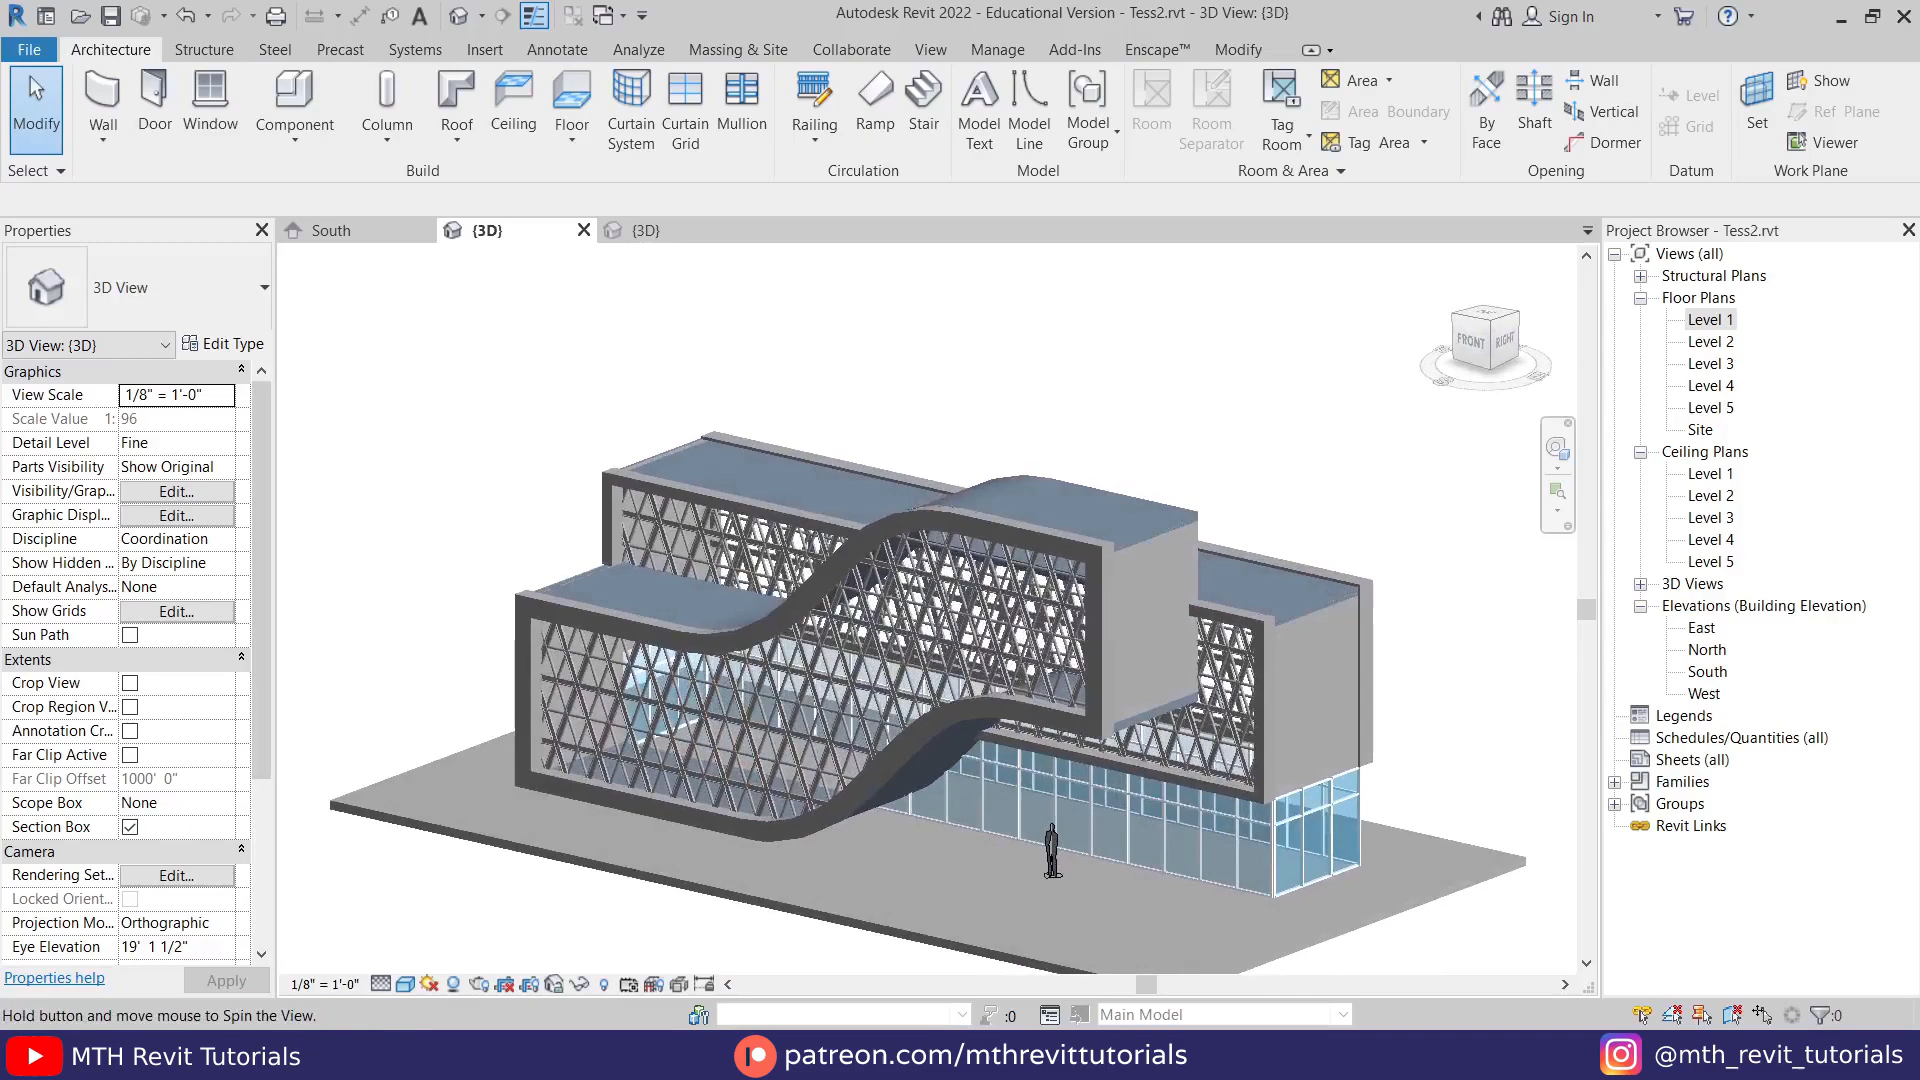 Autodesk Revit 2022 - Educational Version - Tess2.rvt - 3D View: {3D}
Sign In
File Architecture Structure Steel Precast Systems Insert Annotate Analyze Massing & Site Collaborate View Manage Add-Ins Enscape™ Modify
Modify
Wall
Door
Window
Component
Column
Roof
Ceiling
Floor
Curtain System
Curtain Grid
Mullion
Railing
Ramp
Stair
Model Text
Model Line
Model Group
Room
Room Separator
Tag Room
Area
Area Boundary
Tag Area
By Face
Shaft
Wall
Vertical
Dormer
Level
Grid
Set
Show
Ref Plane
Viewer
Select Build Circulation Model Room & Area Opening Datum Work Plane
Properties
3D View
3D View: {3D} Edit Type
Graphics
View Scale 1/8" = 1'-0"
Scale Value 1: 96
Detail Level Fine
Parts Visibility Show Original
Visibility/Grap... Edit...
Graphic Displ... Edit...
Discipline Coordination
Show Hidden ... By Discipline
Default Analys... None
Show Grids Edit...
Sun Path
Extents
Crop View
Crop Region V...
Annotation Cr...
Far Clip Active
Far Clip Offset 1000' 0"
Scope Box None
Section Box
Camera
Rendering Set... Edit...
Locked Orient...
Projection Mo... Orthographic
Eye Elevation 19' 1 1/2"
Properties help Apply
South {3D} {3D}
FRONT RIGHT
1/8" = 1'-0"
Project Browser - Tess2.rvt
Views (all)
Structural Plans
Floor Plans
Level 1
Level 2
Level 3
Level 4
Level 5
Site
Ceiling Plans
Level 1
Level 2
Level 3
Level 4
Level 5
3D Views
Elevations (Building Elevation)
East
North
South
West
Legends
Schedules/Quantities (all)
Sheets (all)
Families
Groups
Revit Links
Hold button and move mouse to Spin the View. :0 Main Model :0
MTH Revit Tutorials patreon.com/mthrevittutorials @mth_revit_tutorials